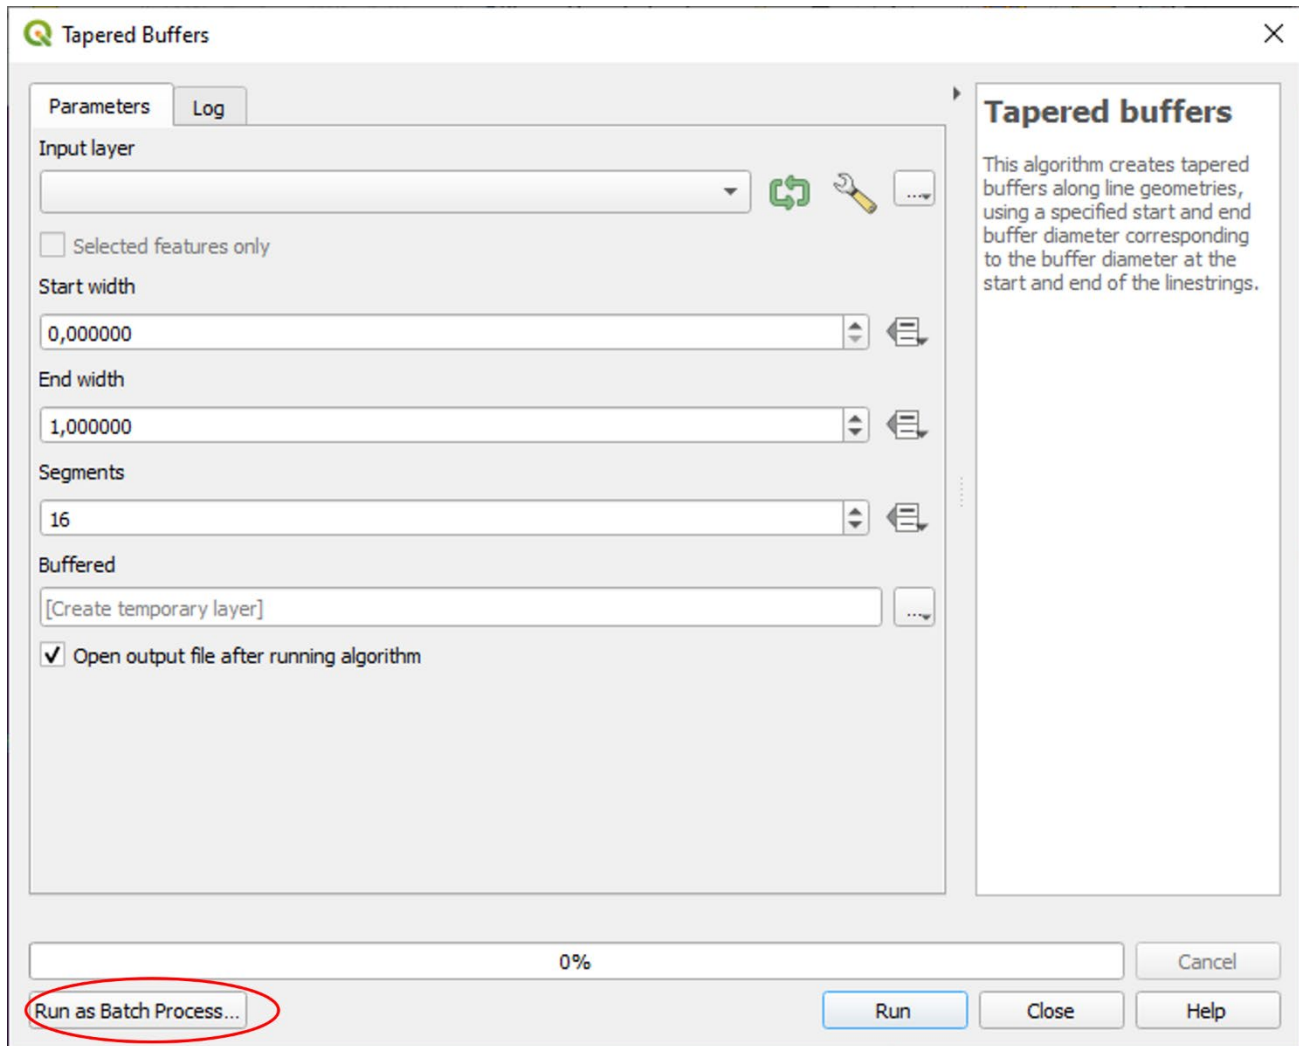 Tapered Buffers
Parameters
Log
Input layer
...
Selected features only
Start width
0,000000
End width
1,000000
Segments
16
Buffered
[Create temporary layer]
...
Open output file after running algorithm
Tapered buffers
This algorithm creates tapered
buffers along line geometries,
using a specified start and end
buffer diameter corresponding
to the buffer diameter at the
start and end of the linestrings.
0%
Cancel
Run as Batch Process...
Run
Close
Help